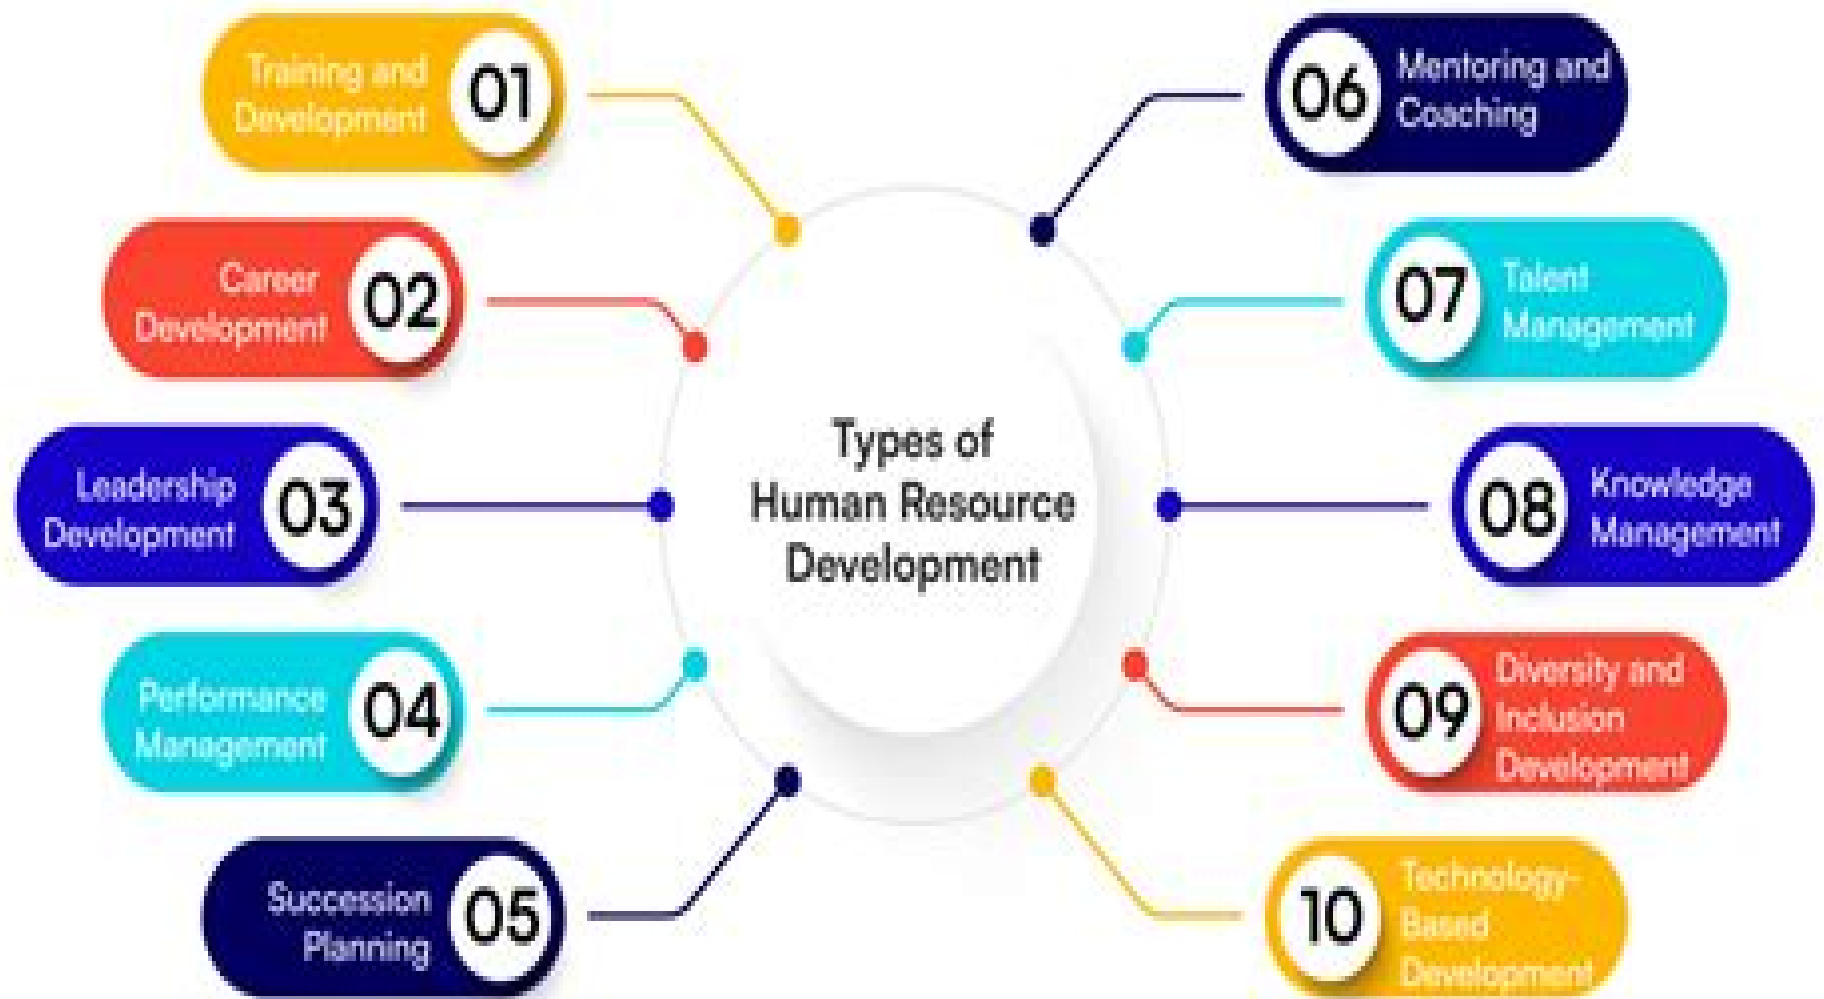 Training and
Development
01
Career
Development
02
Leadership
Development
03
Performance
Management
04
Succession
Planning
05
Types of
Human Resource
Development
06
Mentoring and
Coaching
07
Talent
Management
08
Knowledge
Management
09
Diversity and
Inclusion
Development
10
Technology-
Based
Development